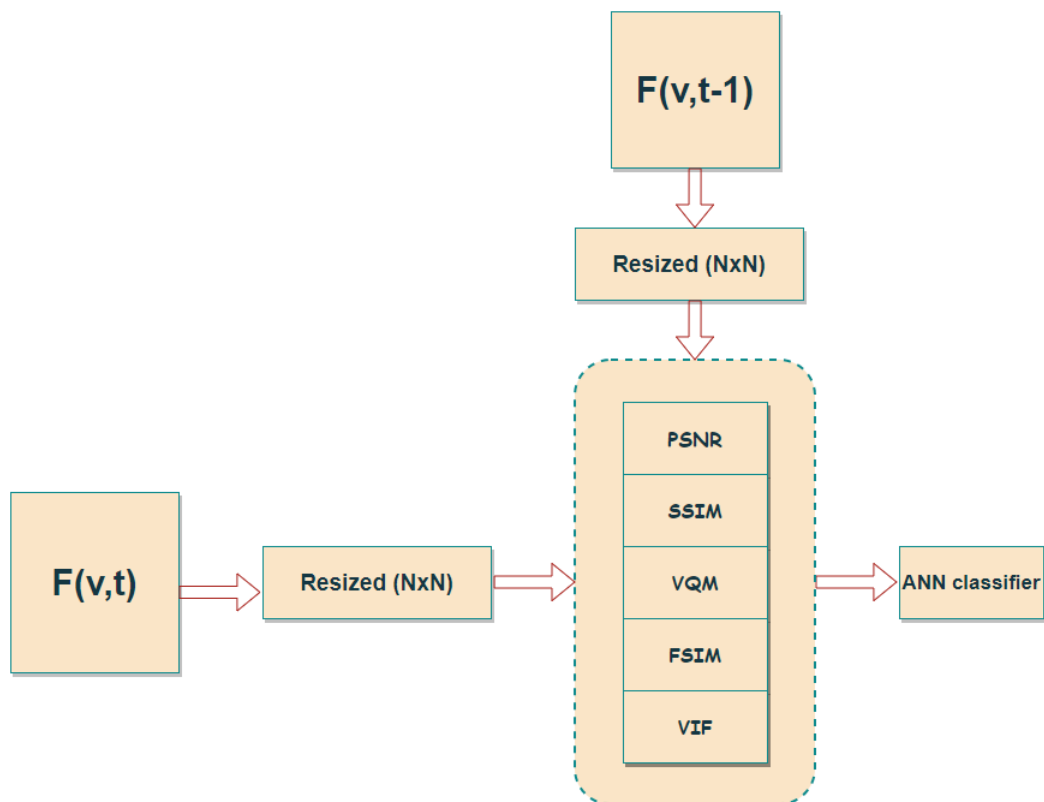 F(v,t-1)
Resized (NxN)
PSNR
SSIM
VQM
FSIM
VIF
F(v,t)
Resized (NxN)
ANN classifier